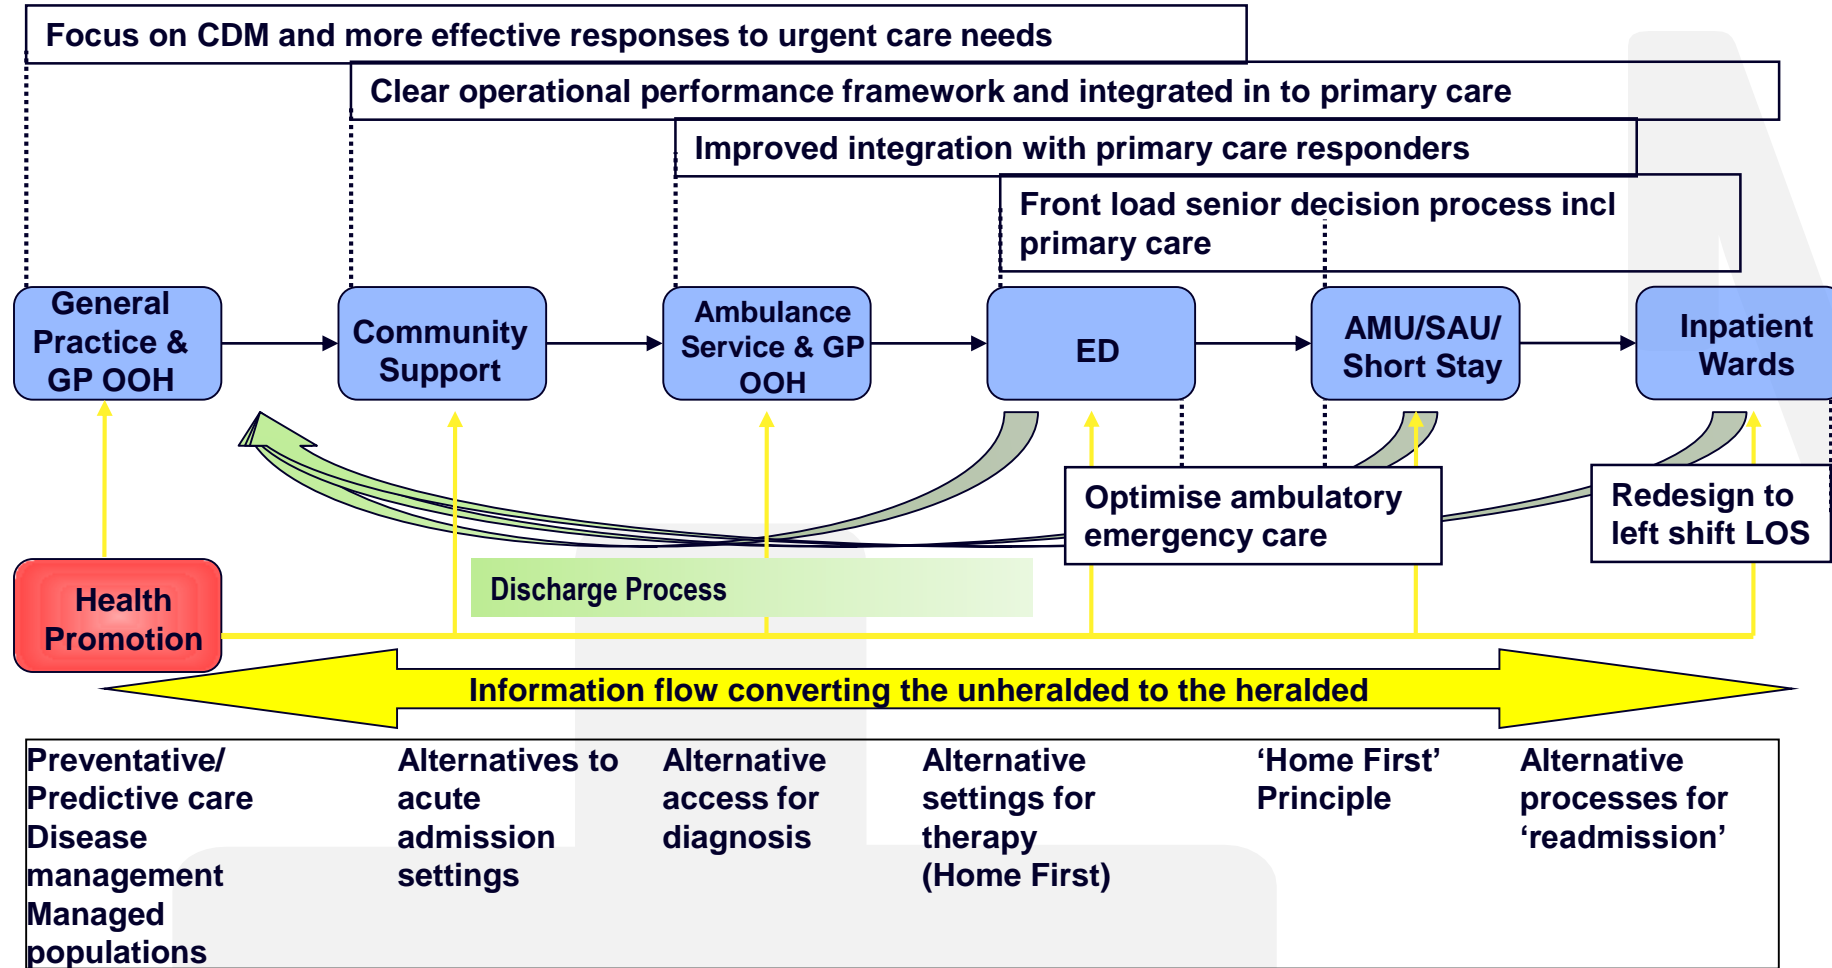 Focus on CDM and more effective responses to urgent care needs
Clear operational performance framework and integrated in to primary care
Improved integration with primary care responders
Front load senior decision process incl
primary care
General
Practice &
GP OOH
Community
Support
Ambulance
Service & GP
OOH
ED
AMU/SAU/
Short Stay
Inpatient
Wards
Optimise ambulatory
emergency care
Redesign to
left shift LOS
Discharge Process
Health
Promotion
Information flow converting the unheralded to the heralded
Preventative/
Predictive care
Disease
management
Managed
populations
Alternatives to
acute
admission
settings
Alternative
access for
diagnosis
Alternative
settings for
therapy
(Home First)
‘Home First’
Principle
Alternative
processes for
‘readmission’